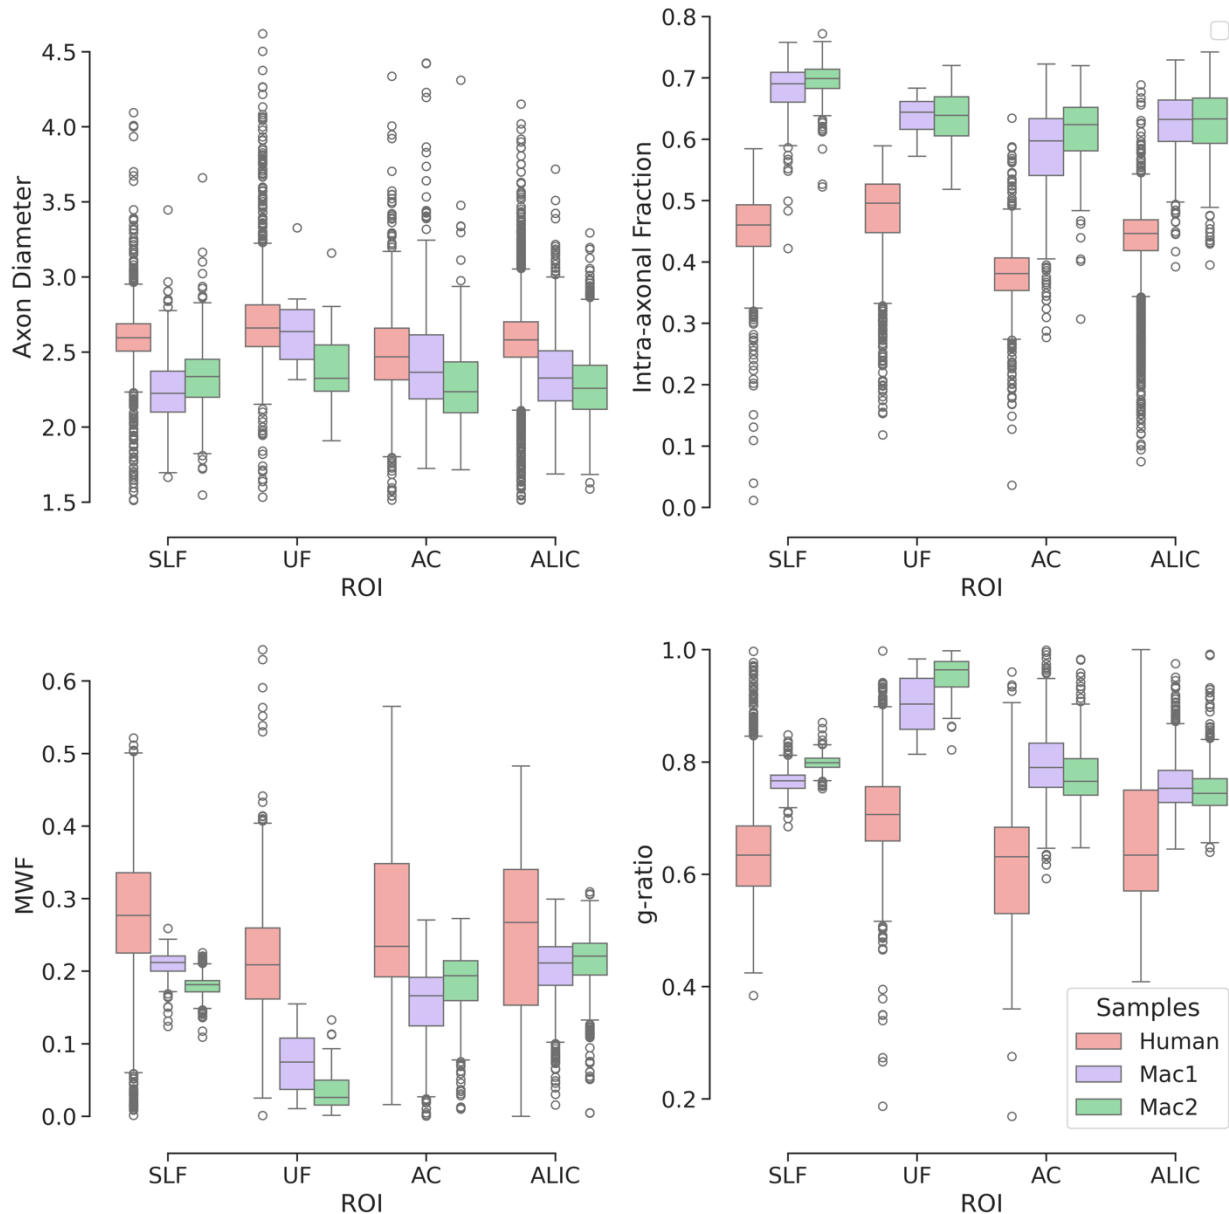 Axon Diameter
4.5
4.0
3.5
3.0
2.5
2.0
1.5
SLF UF AC ALIC
ROI
Intra-axonal Fraction
0.8
0.7
0.6
0.5
0.4
0.3
0.2
0.1
0.0
SLF UF AC ALIC
ROI
MWF
0.6
0.5
0.4
0.3
0.2
0.1
0.0
SLF UF AC ALIC
ROI
g-ratio
1.0
0.8
0.6
0.4
0.2
SLF UF AC ALIC
ROI
Samples
Human
Mac1
Mac2